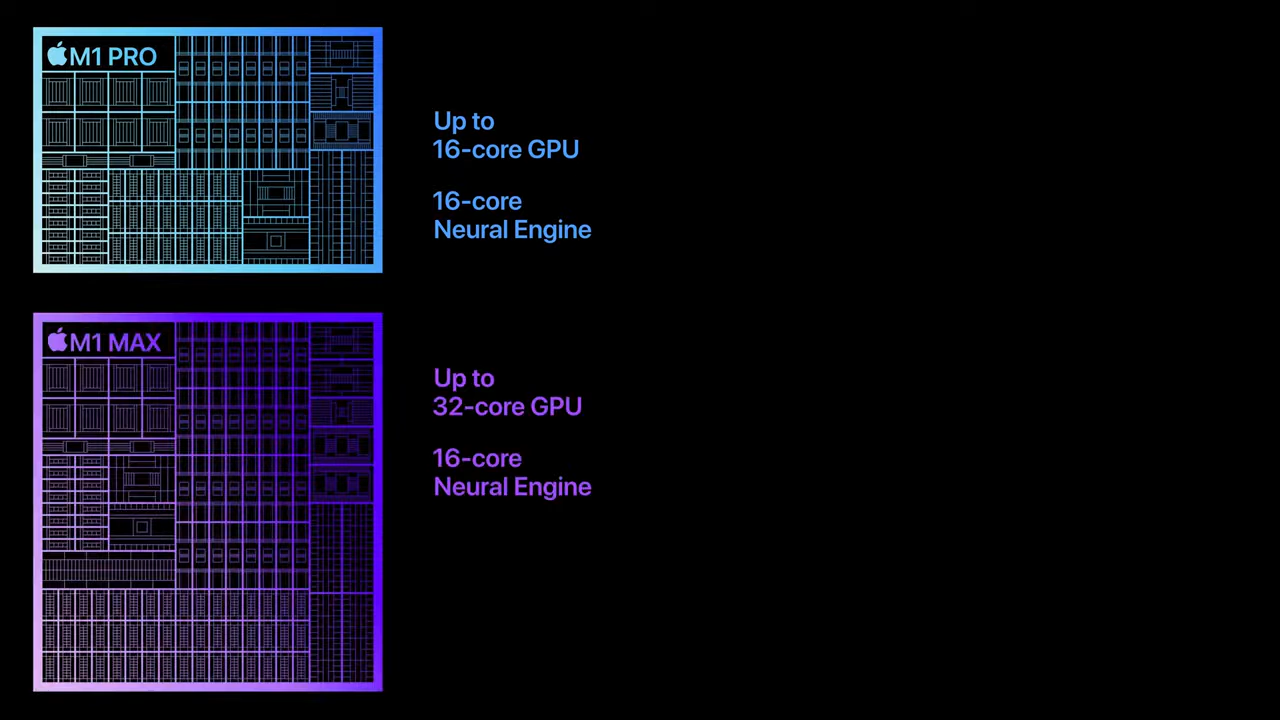 M1 PRO
Up to
16-core GPU
16-core
Neural Engine
M1 MAX
Up to
32-core GPU
16-core
Neural Engine